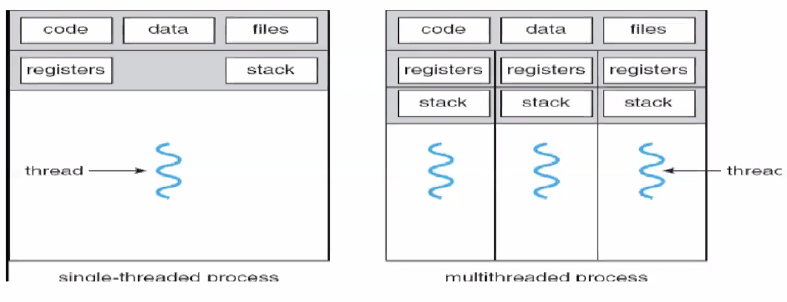 code data files
registers stack
thread
single-threaded process
code data files
registers registers registers
stack stack stack
threac
multithreaded process